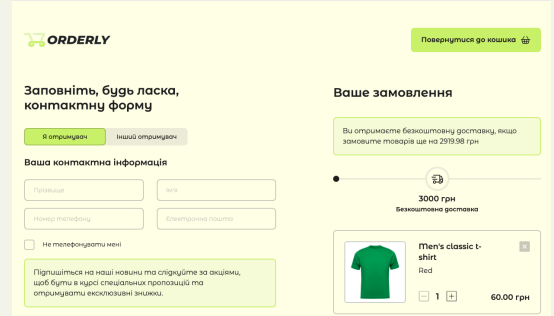 ORDERLY
Повернутися до кошика
Заповніть, будь ласка,
контактну форму
Я отримувач
Інший отримувач
Ваша контактна інформація
Прізвище
Імʼя
Номер телефону
Електронна пошта
Не телефонувати мені
Підпишіться на наші новини та слідкуйте за акціями,
щоб бути в курсі спеціальних пропозицій та
отримувати ексклюзивні знижки.
Ваше замовлення
Ви отримаєте безкоштовну доставку, якщо
замовите товарів ще на 2919.98 грн
3000 грн
Безкоштовна доставка
Men's classic t-
shirt
Red
1
60.00 грн